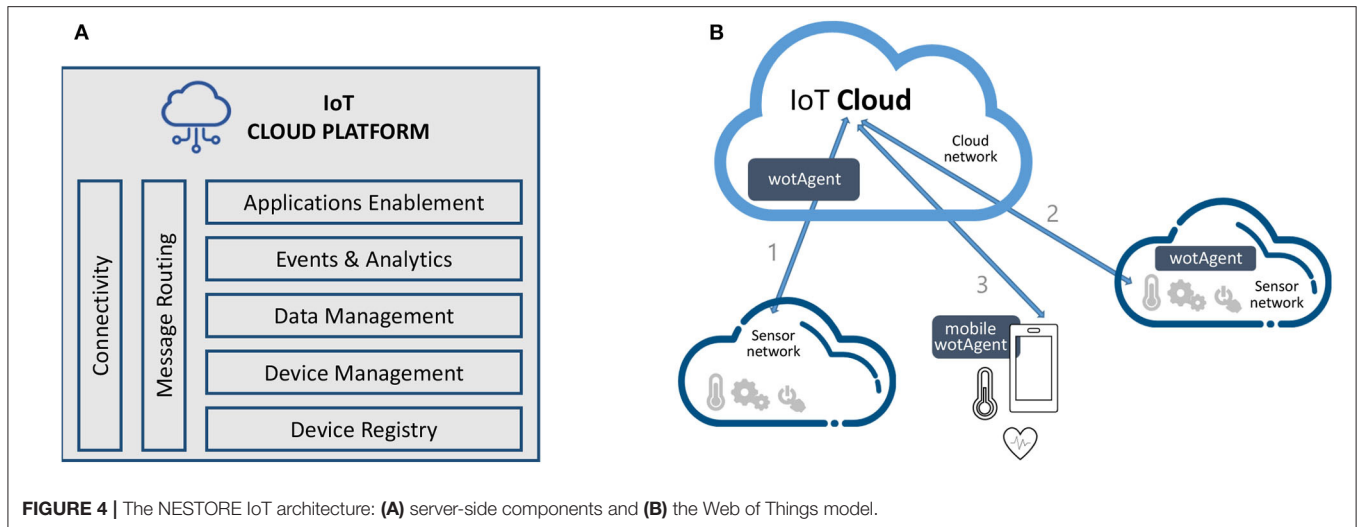 A
IoT
CLOUD PLATFORM
Connectivity
Message Routing
Applications Enablement
Events & Analytics
Data Management
Device Management
Device Registry
B
IoT Cloud
Cloud
network
wotAgent
1
2
3
wotAgent
Sensor
network
Sensor
network
mobile
wotAgent
FIGURE 4 | The NESTORE IoT architecture: (A) server-side components and (B) the Web of Things model.